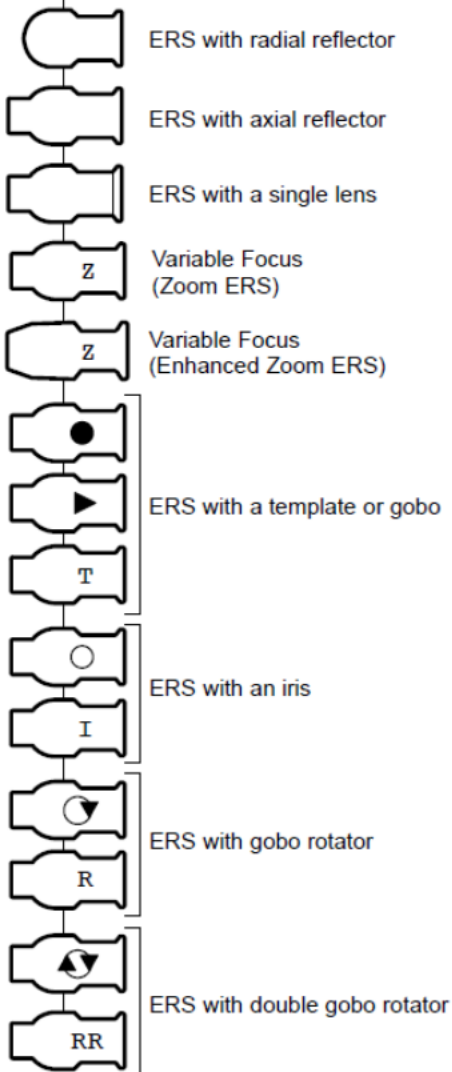 ERS with radial reflector
ERS with axial reflector
ERS with a single lens
Z
Variable Focus
(Zoom ERS)
Z
Variable Focus
(Enhanced Zoom ERS)
ERS with a template or gobo
T
ERS with an iris
I
ERS with gobo rotator
R
ERS with double gobo rotator
RR